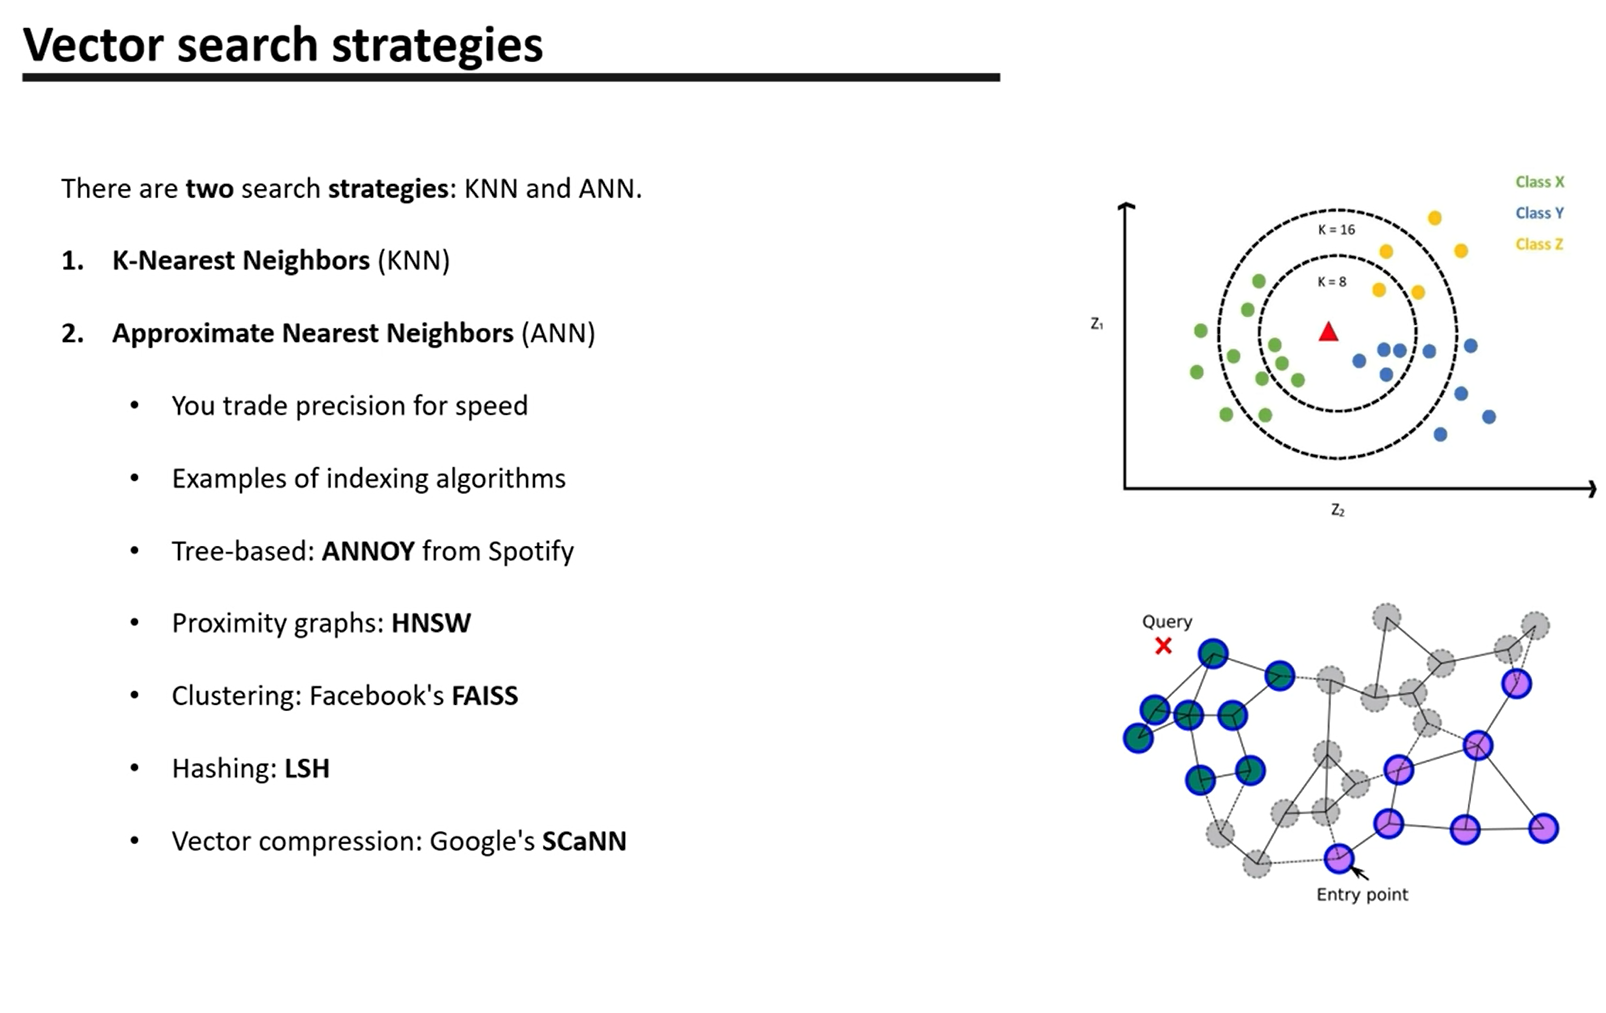 Vector search strategies
There are two search strategies: KNN and ANN.
1. K-Nearest Neighbors (KNN)
2. Approximate Nearest Neighbors (ANN)
• You trade precision for speed
• Examples of indexing algorithms
• Tree-based: ANNOY from Spotify
• Proximity graphs: HNSW
• Clustering: Facebook's FAISS
• Hashing: LSH
• Vector compression: Google's SCaNN
Class X
Class Y
Class Z
K = 16
K = 8
Z₁
Z₂
Query
Entry point